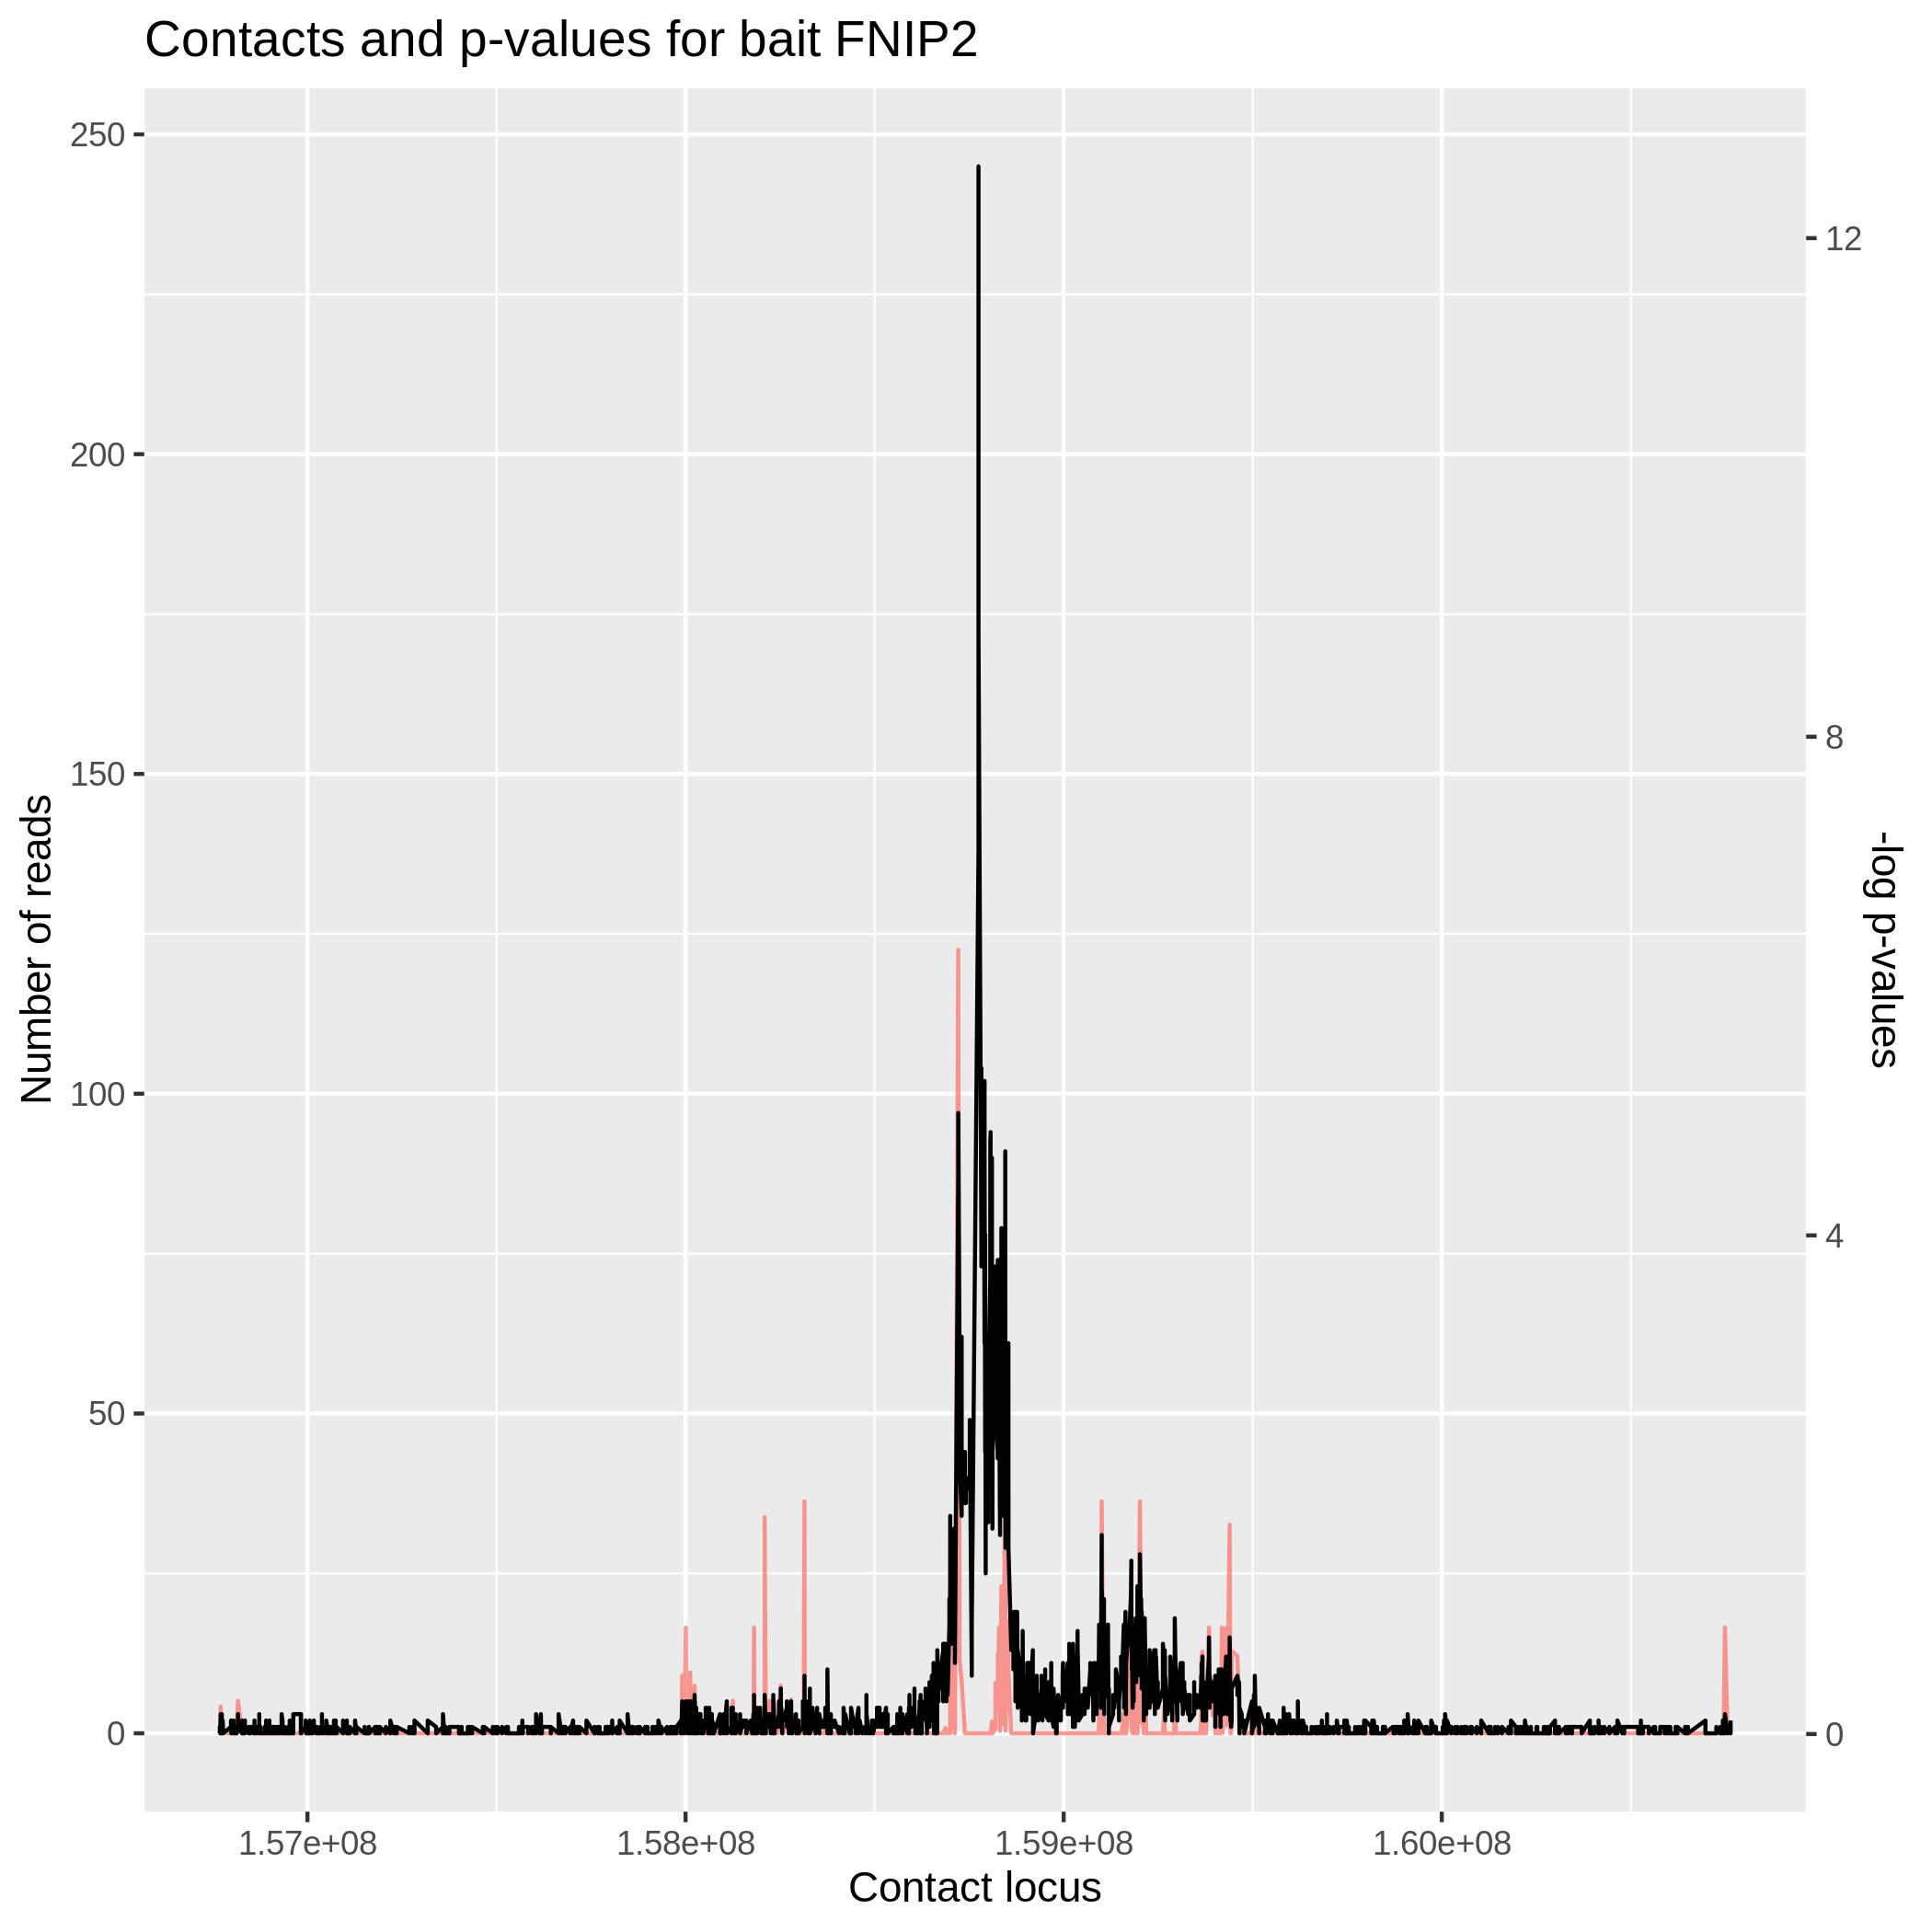 Contacts and p-values for bait FNIP2
250
200
150
100
50
0
Number of reads
12
8
4
0
-log p-values
1.57e+08
1.58e+08
1.59e+08
1.60e+08
Contact locus